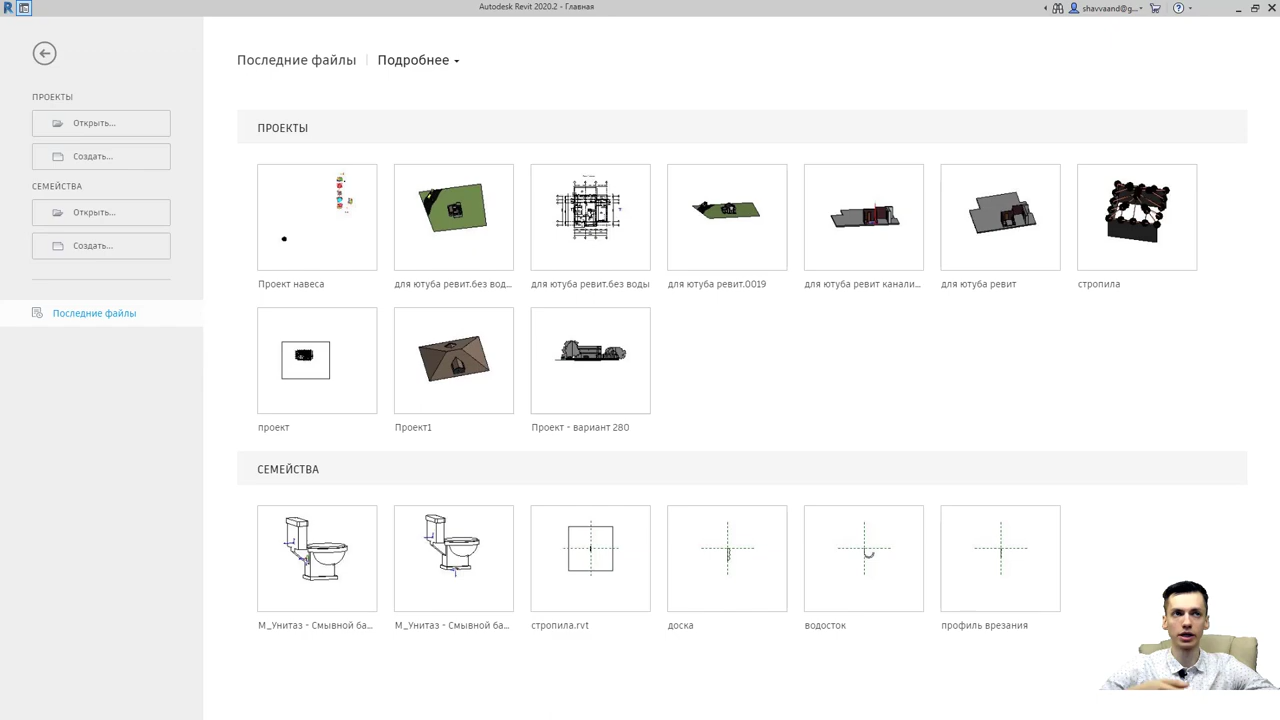 Autodesk Revit 2020.2 - Главная
shavvaand@g...
Последние файлы
Подробнее
ПРОЕКТЫ
Открыть...
Создать...
СЕМЕЙСТВА
Открыть...
Создать...
Последние файлы
ПРОЕКТЫ
Проект навеса
для ютуба ревит.без вод...
для ютуба ревит.без воды
для ютуба ревит.0019
для ютуба ревит канали...
для ютуба ревит
стропила
проект
Проект1
Проект - вариант 280
СЕМЕЙСТВА
М_Унитаз - Смывной ба...
М_Унитаз - Смывной ба...
стропила.rvt
доска
водосток
профиль врезания